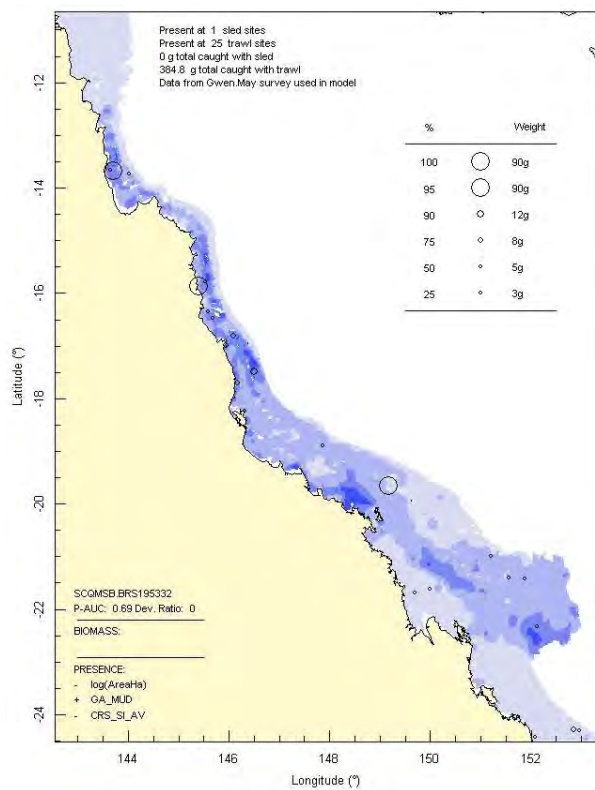 Present at 1 sled sites
Present at 25 trawl sites
0 g total caught with sled
384.8 g total caught with trawl
Data from Gwen.May survey used in model
% Weight
100 90g
95 90g
90 12g
75 8g
50 5g
25 3g
-12
-14
-16
-18
-20
-22
-24
Latitude (°)
SCQMSB.BRS195332
P-AUC: 0.69 Dev. Ratio: 0
BIOMASS:
PRESENCE:
- log(AreaHa)
+ GA_MUD
- CRS_SI_AV
144 146 148 150 152
Longitude (°)